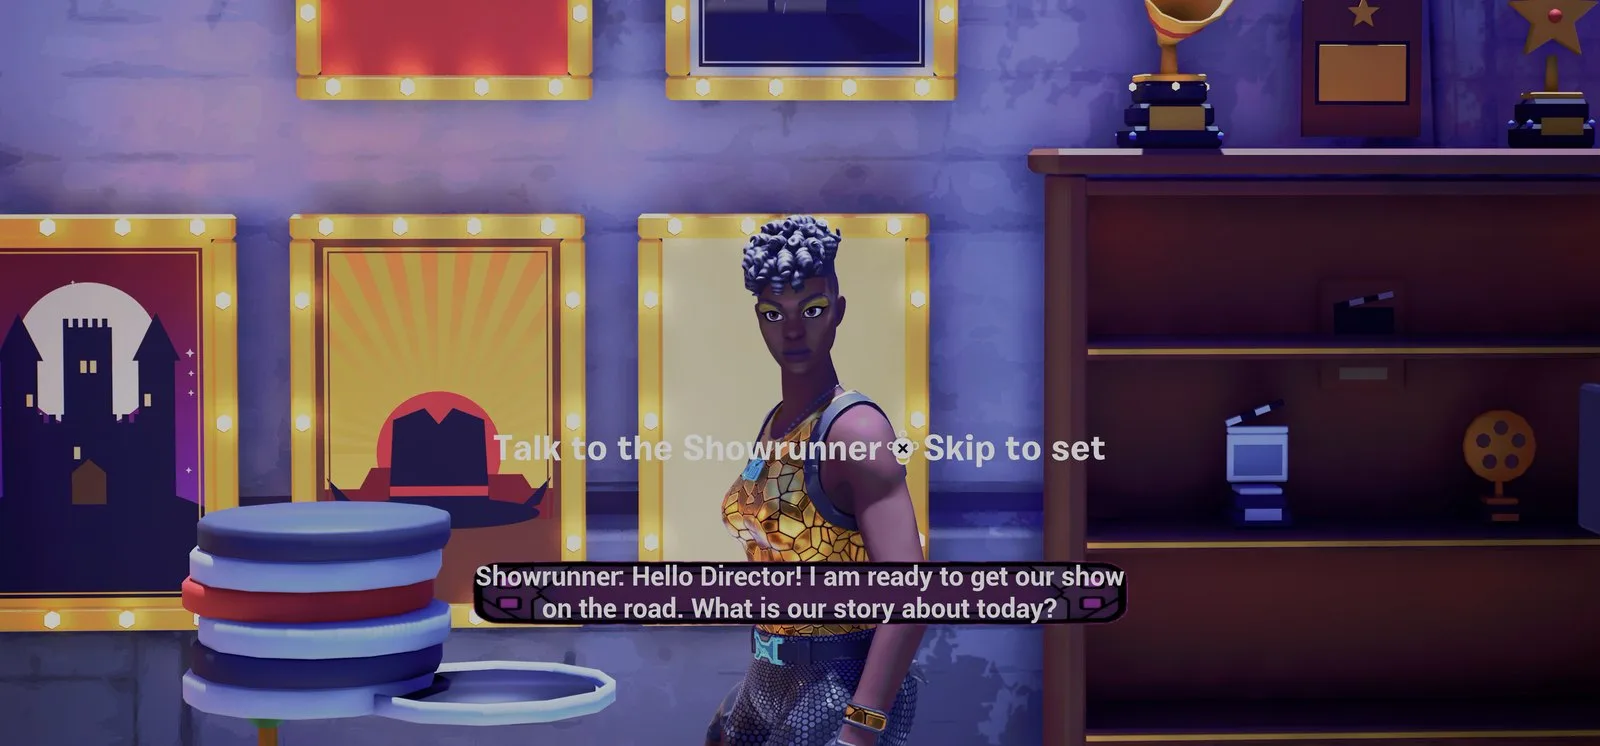 Talk to the Showrunner Skip to set
Showrunner: Hello Director! I am ready to get our show
on the road. What is our story about today?